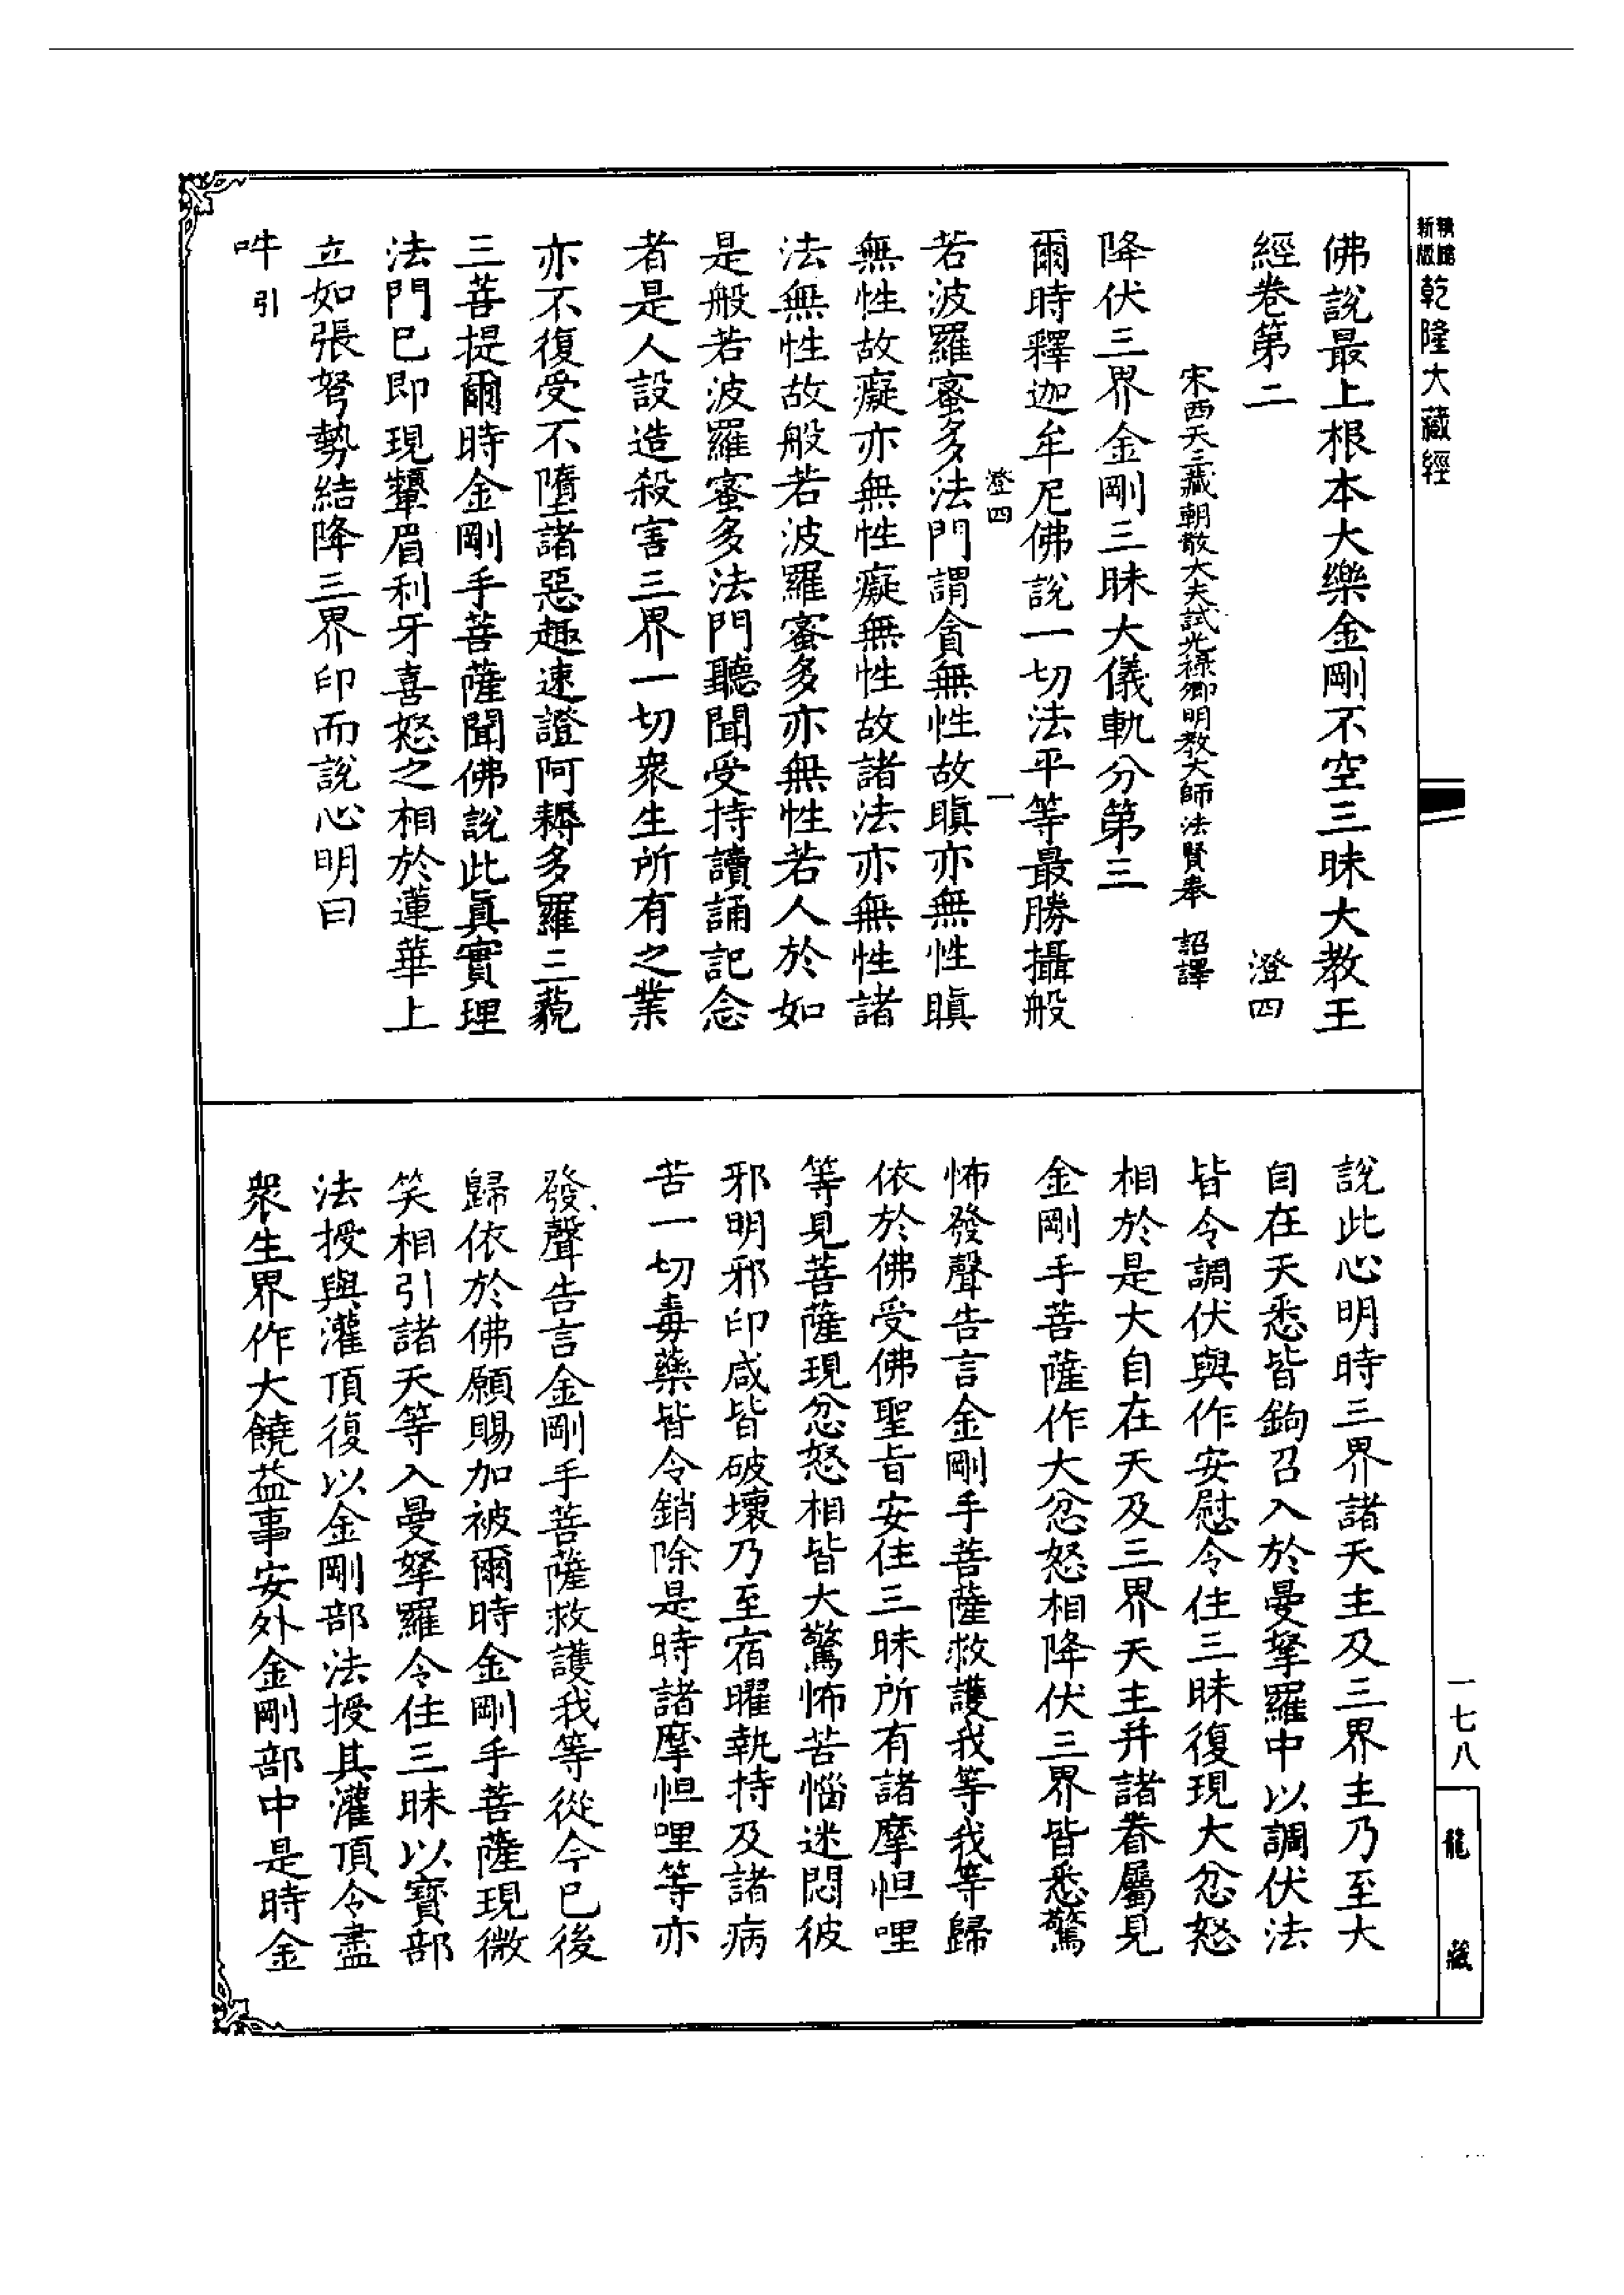 乾隆大藏經
佛說最上根本大樂金剛不空三昧大教王
經卷第二 澄四
宋西天三藏朝散大夫試光祿卿明教大師法賢奉 詔譯
降伏三界金剛三昧大儀軌分第三
爾時釋迦牟尼佛說一切法平等最勝攝般
澄四 一
若波羅蜜多法門謂貪無性故瞋亦無性瞋
無性故癡亦無性癡無性故諸法亦無性諸
法無性故般若波羅蜜多亦無性若人於如
是般若波羅蜜多法門聽聞受持讀誦記念
者是人設造殺害三界一切眾生所有之業
亦不復受不墮諸惡趣速證阿耨多羅三藐
三菩提爾時金剛手菩薩聞佛說此真實理
法門已即現顰眉利牙喜怒之相於蓮華上
立如張弩勢結降三界印而說心明曰
吽引
說此心明時三界諸天主及三界主乃至大
自在天悉皆鉤召入於曼拏羅中以調伏法
皆令調伏與作安慰令住三昧復現大忿怒
相於是大自在天及三界天主并諸眷屬見
金剛手菩薩作大忿怒相降伏三界皆悉驚
怖發聲告言金剛手菩薩救護我等我等歸
依於佛受佛聖旨安住三昧所有諸摩怛哩
等見菩薩現忿怒相皆大驚怖苦惱迷悶彼
邪明邪印咸皆破壞乃至宿曜執持及諸病
苦一切毒藥皆令銷除是時諸摩怛哩等亦
發聲告言金剛手菩薩救護我等從今已後
歸依於佛願賜加被爾時金剛手菩薩現微
笑相引諸天等入曼拏羅令住三昧以寶部
法授與灌頂復以金剛部法授其灌頂令盡
眾生界作大饒益事安外金剛部中是時金
一七八
龍藏